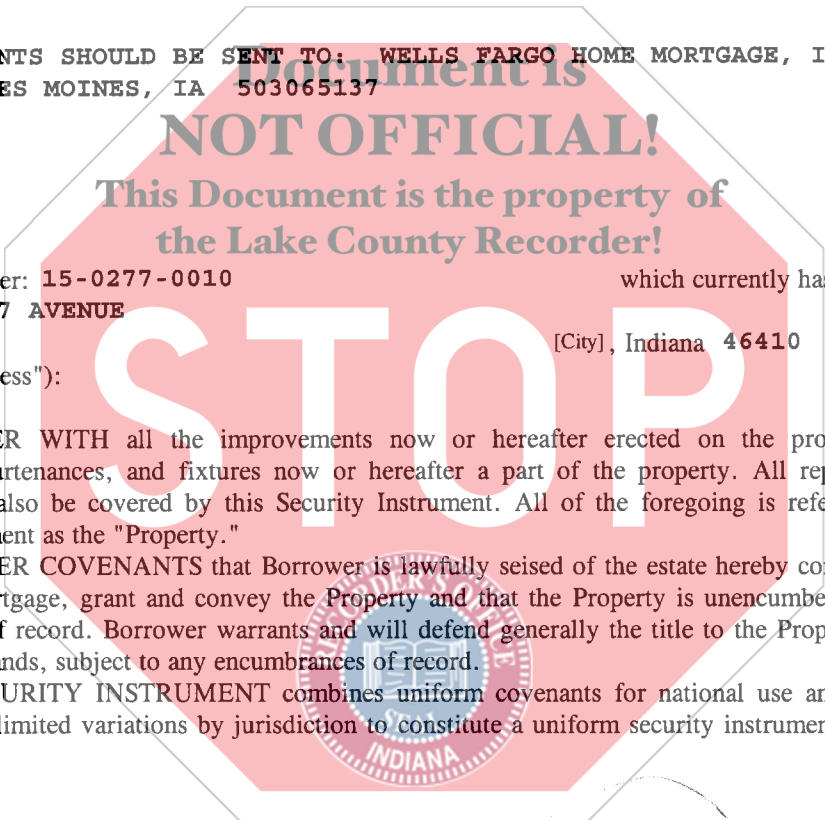 NTS SHOULD BE SENT TO: WELLS FARGO HOME MORTGAGE, I
ES MOINES, IA 503065137
Document is
NOT OFFICIAL!
This Document is the property of
the Lake County Recorder!
er: 15-0277-0010 which currently has
7 AVENUE
[City], Indiana 46410
ess"):
STOP
ER WITH all the improvements now or hereafter erected on the pro
urtenances, and fixtures now or hereafter a part of the property. All rep
also be covered by this Security Instrument. All of the foregoing is refe
ent as the "Property."
ER COVENANTS that Borrower is lawfully seised of the estate hereby co
rtgage, grant and convey the Property and that the Property is unencumbe
f record. Borrower warrants and will defend generally the title to the Prop
nds, subject to any encumbrances of record.
URITY INSTRUMENT combines uniform covenants for national use an
limited variations by jurisdiction to constitute a uniform security instrumen
RECORDER'S OFFICE
SEAL
INDIANA